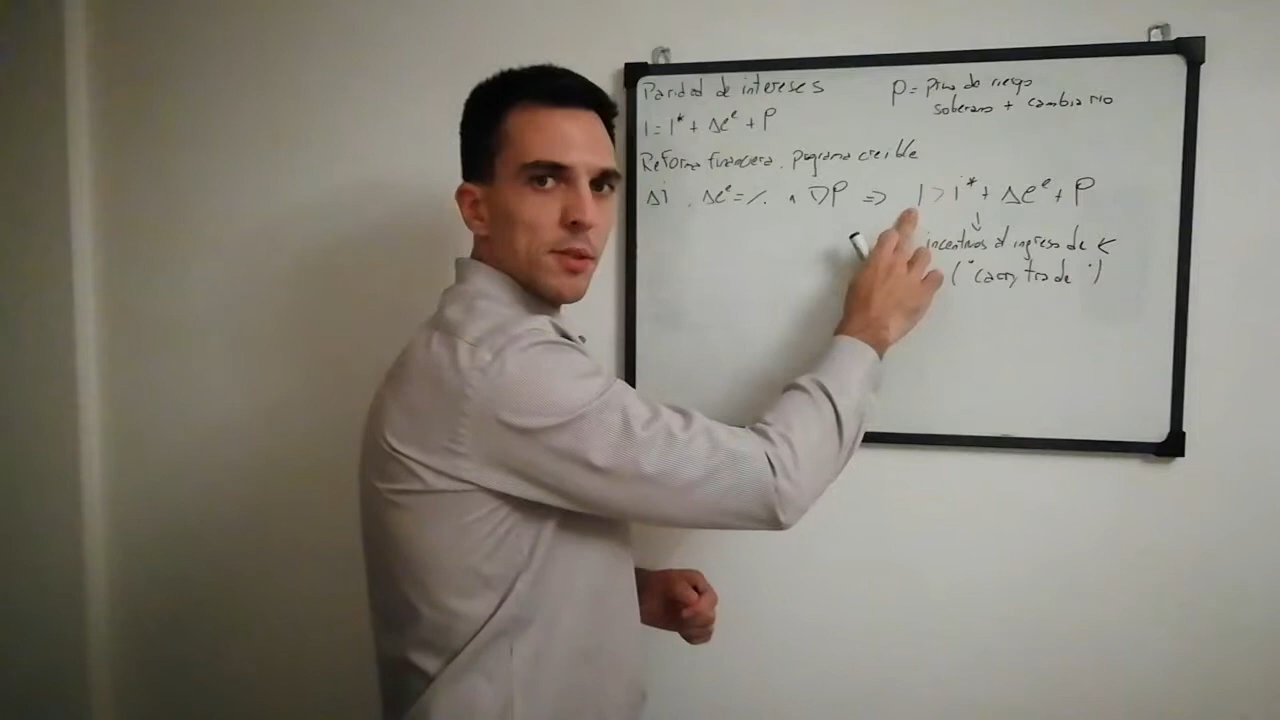 Paridad de intereses
I = I* + Δe^e + P
P = prima de riesgo
soberano + cambiario
Reforma financiera, programa creible
Δi, Δe^e = %. ∧ ∇P => I > i* + Δe^e + P
↓
incentivos al ingreso de K
("carry trade")